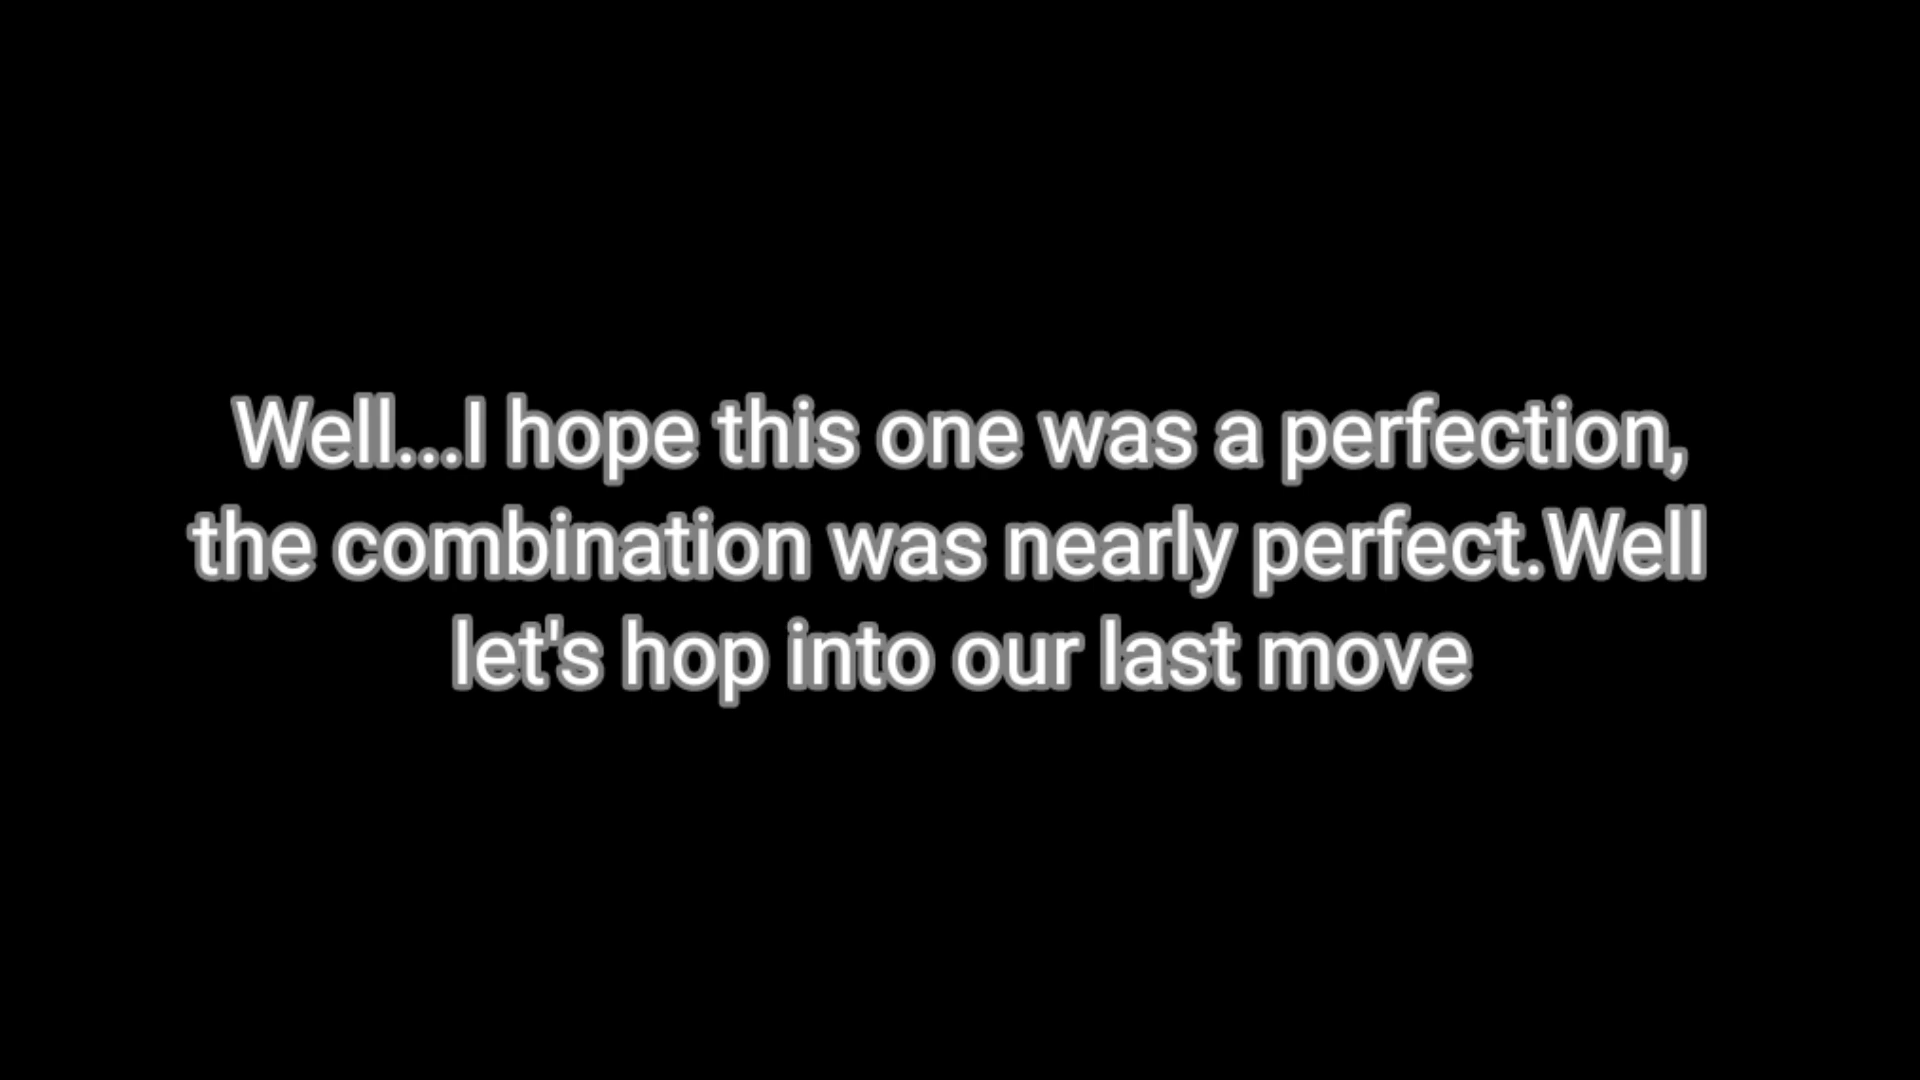 Well...I hope this one was a perfection,
the combination was nearly perfect.Well
let's hop into our last move